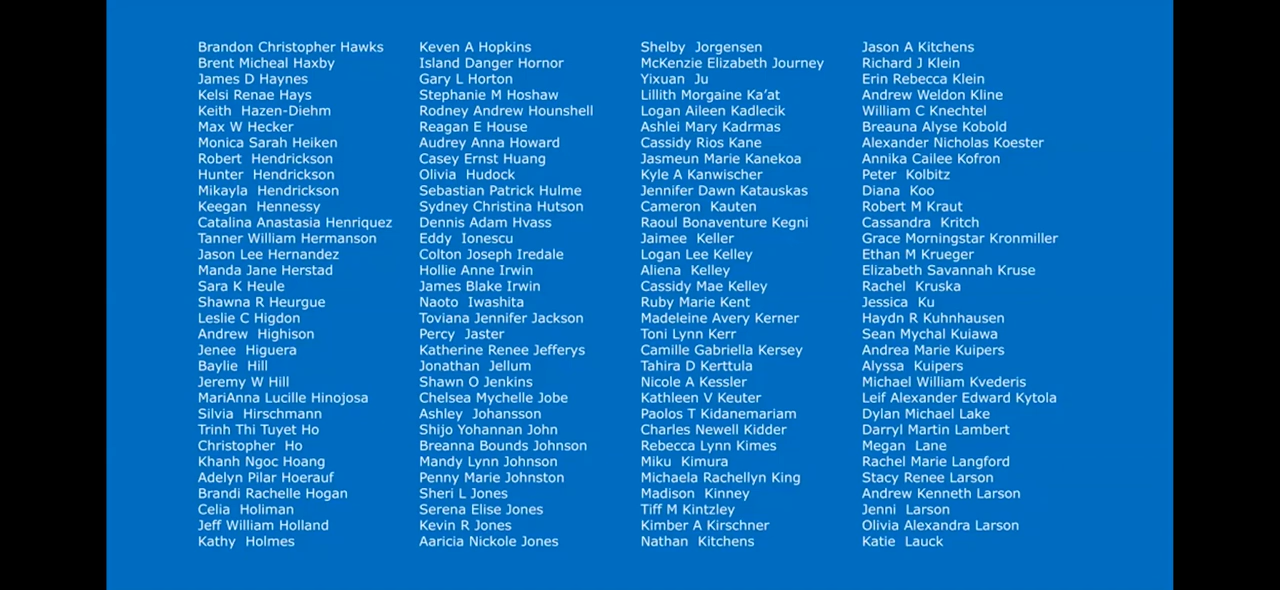 Brandon Christopher Hawks
Brent Micheal Haxby
James D Haynes
Kelsi Renae Hays
Keith Hazen-Diehm
Max W Hecker
Monica Sarah Heiken
Robert Hendrickson
Hunter Hendrickson
Mikayla Hendrickson
Keegan Hennessy
Catalina Anastasia Henriquez
Tanner William Hermanson
Jason Lee Hernandez
Manda Jane Herstad
Sara K Heule
Shawna R Heurgue
Leslie C Higdon
Andrew Highison
Jenee Higuera
Baylie Hill
Jeremy W Hill
MariAnna Lucille Hinojosa
Silvia Hirschmann
Trinh Thi Tuyet Ho
Christopher Ho
Khanh Ngoc Hoang
Adelyn Pilar Hoerauf
Brandi Rachelle Hogan
Celia Holiman
Jeff William Holland
Kathy Holmes
Keven A Hopkins
Island Danger Hornor
Gary L Horton
Stephanie M Hoshaw
Rodney Andrew Hounshell
Reagan E House
Audrey Anna Howard
Casey Ernst Huang
Olivia Hudock
Sebastian Patrick Hulme
Sydney Christina Hutson
Dennis Adam Hvass
Eddy Ionescu
Colton Joseph Iredale
Hollie Anne Irwin
James Blake Irwin
Naoto Iwashita
Toviana Jennifer Jackson
Percy Jaster
Katherine Renee Jefferys
Jonathan Jellum
Shawn O Jenkins
Chelsea Mychelle Jobe
Ashley Johansson
Shijo Yohannan John
Breanna Bounds Johnson
Mandy Lynn Johnson
Penny Marie Johnston
Sheri L Jones
Serena Elise Jones
Kevin R Jones
Aaricia Nickole Jones
Shelby Jorgensen
McKenzie Elizabeth Journey
Yixuan Ju
Lillith Morgaine Ka’at
Logan Aileen Kadlecik
Ashlei Mary Kadrmas
Cassidy Rios Kane
Jasmeun Marie Kanekoa
Kyle A Kanwischer
Jennifer Dawn Katauskas
Cameron Kauten
Raoul Bonaventure Kegni
Jaimee Keller
Logan Lee Kelley
Aliena Kelley
Cassidy Mae Kelley
Ruby Marie Kent
Madeleine Avery Kerner
Toni Lynn Kerr
Camille Gabriella Kersey
Tahira D Kerttula
Nicole A Kessler
Kathleen V Keuter
Paolos T Kidanemariam
Charles Newell Kidder
Rebecca Lynn Kimes
Miku Kimura
Michaela Rachellyn King
Madison Kinney
Tiff M Kintzley
Kimber A Kirschner
Nathan Kitchens
Jason A Kitchens
Richard J Klein
Erin Rebecca Klein
Andrew Weldon Kline
William C Knechtel
Breauna Alyse Kobold
Alexander Nicholas Koester
Annika Cailee Kofron
Peter Kolbitz
Diana Koo
Robert M Kraut
Cassandra Kritch
Grace Morningstar Kronmiller
Ethan M Krueger
Elizabeth Savannah Kruse
Rachel Kruska
Jessica Ku
Haydn R Kuhnhausen
Sean Mychal Kuiawa
Andrea Marie Kuipers
Alyssa Kuipers
Michael William Kvederis
Leif Alexander Edward Kytola
Dylan Michael Lake
Darryl Martin Lambert
Megan Lane
Rachel Marie Langford
Stacy Renee Larson
Andrew Kenneth Larson
Jenni Larson
Olivia Alexandra Larson
Katie Lauck